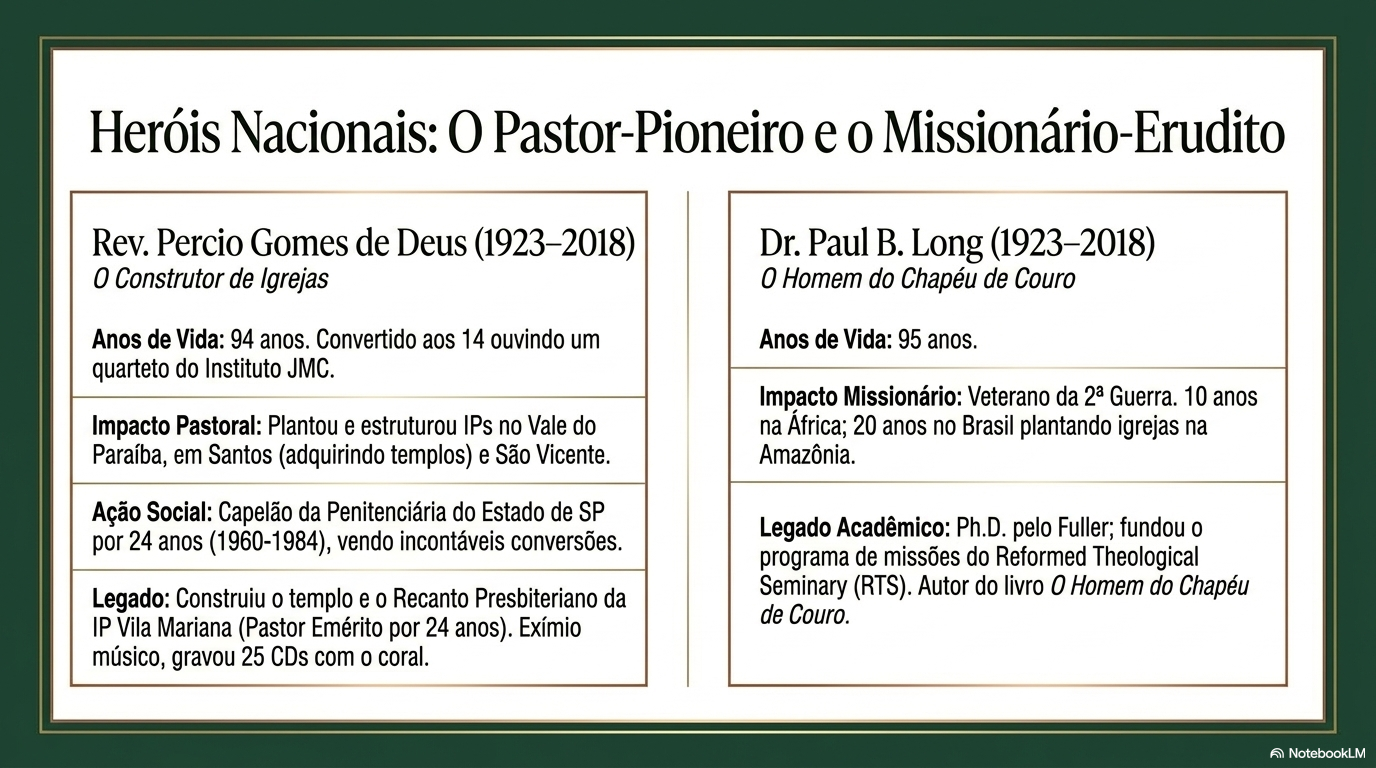 Heróis Nacionais: O Pastor-Pioneiro e o Missionário-Erudito
Rev. Percio Gomes de Deus (1923–2018)
O Construtor de Igrejas
Anos de Vida: 94 anos. Convertido aos 14 ouvindo um
quarteto do Instituto JMC.
Impacto Pastoral: Plantou e estruturou IPs no Vale do
Paraíba, em Santos (adquirindo templos) e São Vicente.
Ação Social: Capelão da Penitenciária do Estado de SP
por 24 anos (1960-1984), vendo incontáveis conversões.
Legado: Construiu o templo e o Recanto Presbiteriano da
IP Vila Mariana (Pastor Emérito por 24 anos). Exímio
músico, gravou 25 CDs com o coral.
Dr. Paul B. Long (1923–2018)
O Homem do Chapéu de Couro
Anos de Vida: 95 anos.
Impacto Missionário: Veterano da 2ª Guerra. 10 anos
na África; 20 anos no Brasil plantando igrejas na
Amazônia.
Legado Acadêmico: Ph.D. pelo Fuller; fundou o
programa de missões do Reformed Theological
Seminary (RTS). Autor do livro O Homem do Chapéu
de Couro.
NotebookLM